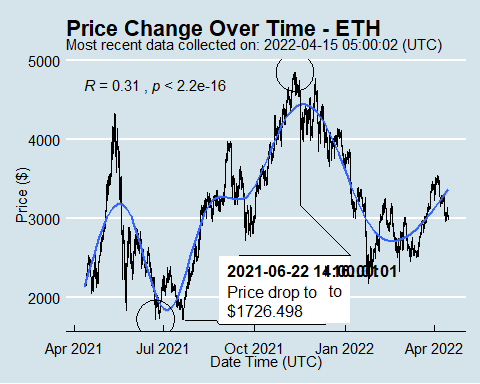 Price Change Over Time - ETH
Most recent data collected on: 2022-04-15 05:00:02 (UTC)
R = 0.31 , p < 2.2e-16
Price ($)
5000
4000
3000
2000
2021-06-22 14:00:01
Price drop to
$1726.498
to
Apr 2021
Jul 2021
Oct 2021
Jan 2022
Apr 2022
Date Time (UTC)